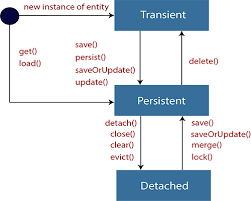 new instance of entity
Transient
get()
load()
save()
persist()
saveOrUpdate()
update()
delete()
Persistent
detach()
close()
clear()
evict()
save()
saveOrUpdate()
merge()
lock()
Detached